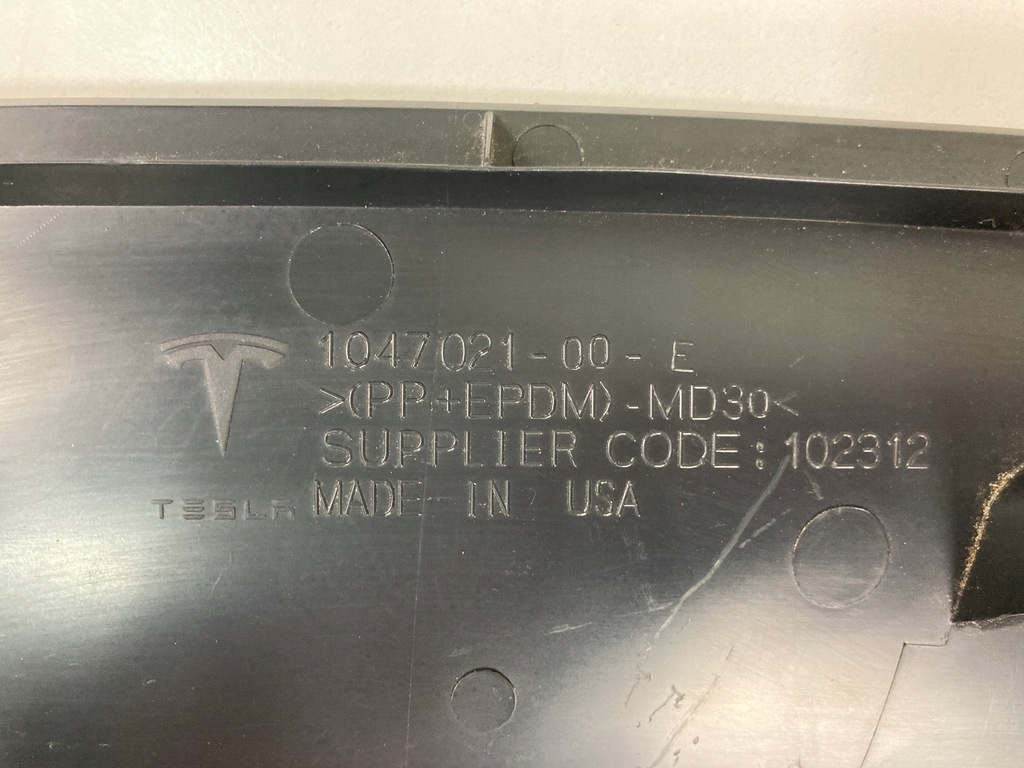 1047021-00-E
>(PP+EPDM)-MD30<
SUPPLIER CODE: 102312
TESLA MADE IN USA